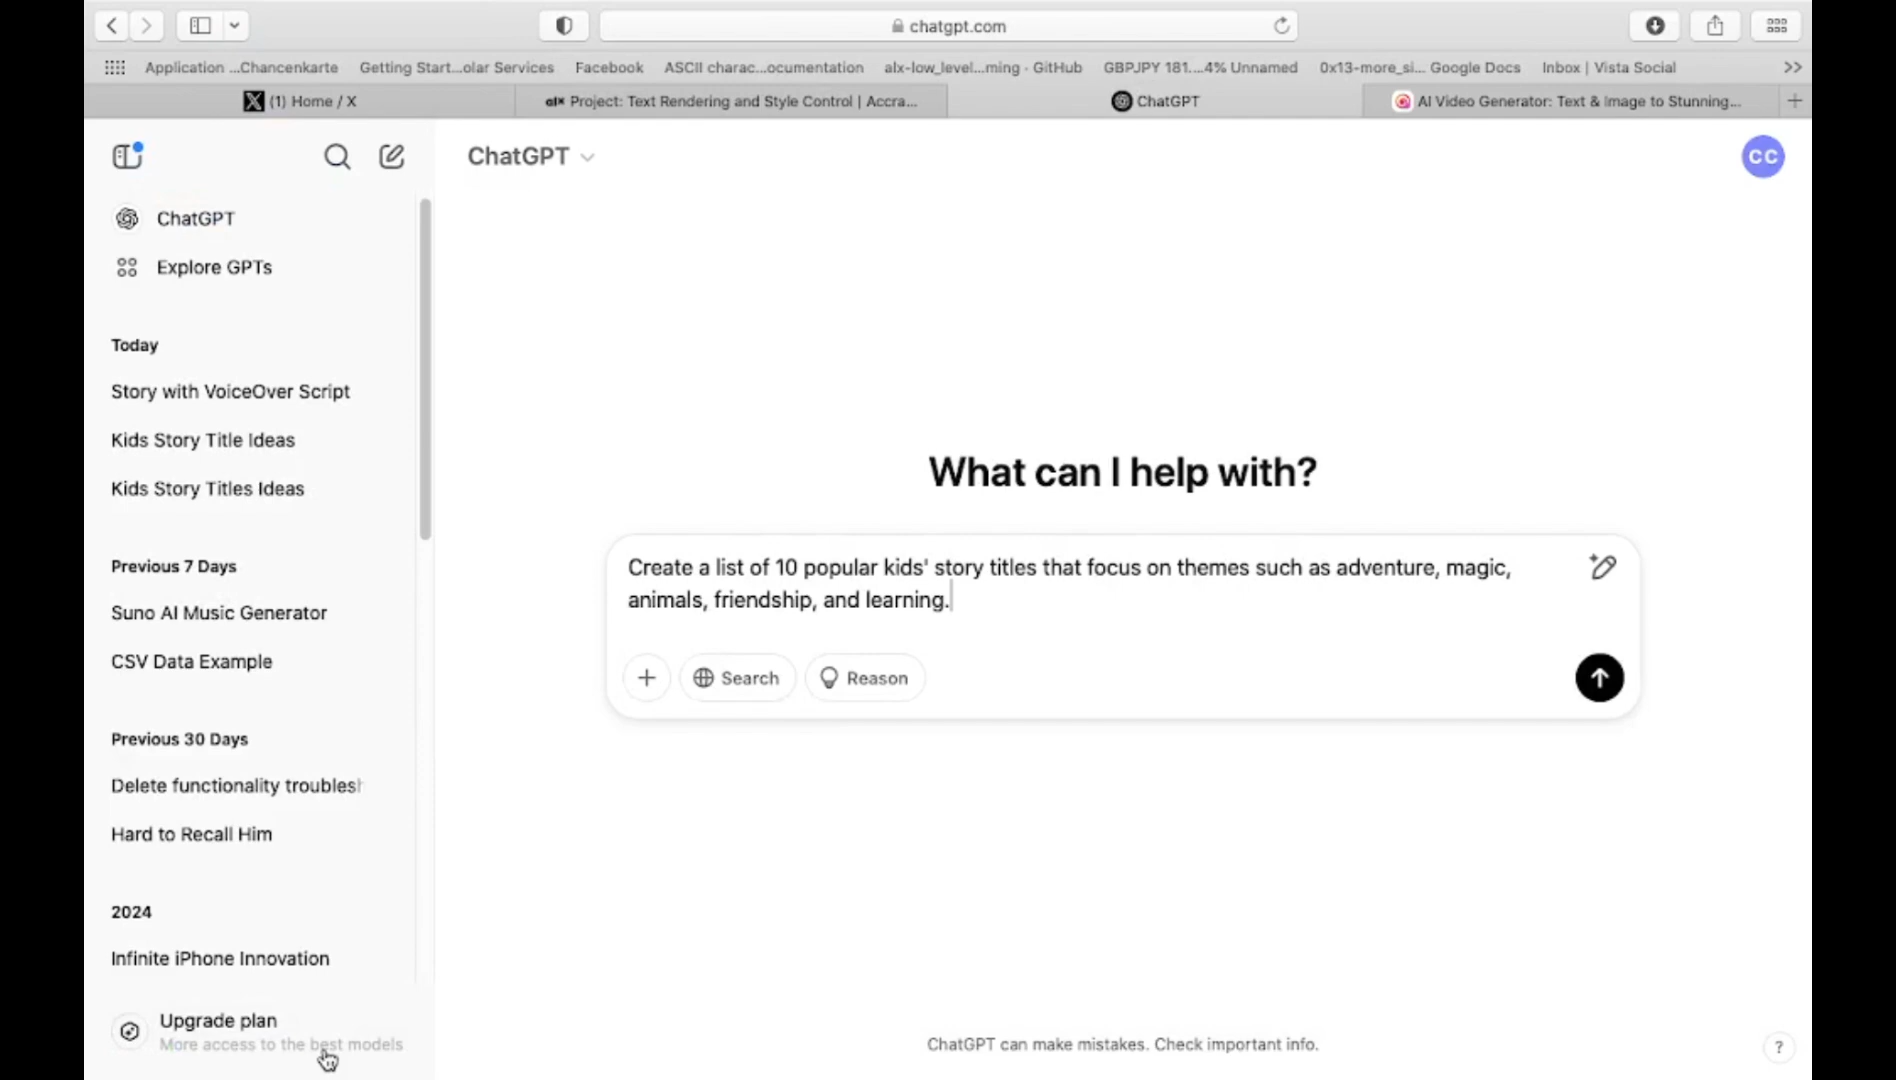 chatgpt.com
Application ...Chancenkarte Getting Start...olar Services Facebook ASCII charac...ocumentation alx-low_level...ming · GitHub GBPJPY 181....4% Unnamed 0x13-more_si... Google Docs Inbox | Vista Social >>
(1) Home / X alx Project: Text Rendering and Style Control | Accra... ChatGPT AI Video Generator: Text & Image to Stunning... +
ChatGPT
CC
ChatGPT
Explore GPTs
Today
Story with VoiceOver Script
Kids Story Title Ideas
Kids Story Titles Ideas
Previous 7 Days
Suno AI Music Generator
CSV Data Example
Previous 30 Days
Delete functionality troubles
Hard to Recall Him
2024
Infinite iPhone Innovation
Upgrade plan
More access to the best models
What can I help with?
Create a list of 10 popular kids' story titles that focus on themes such as adventure, magic,
animals, friendship, and learning.
Search Reason
ChatGPT can make mistakes. Check important info.
?